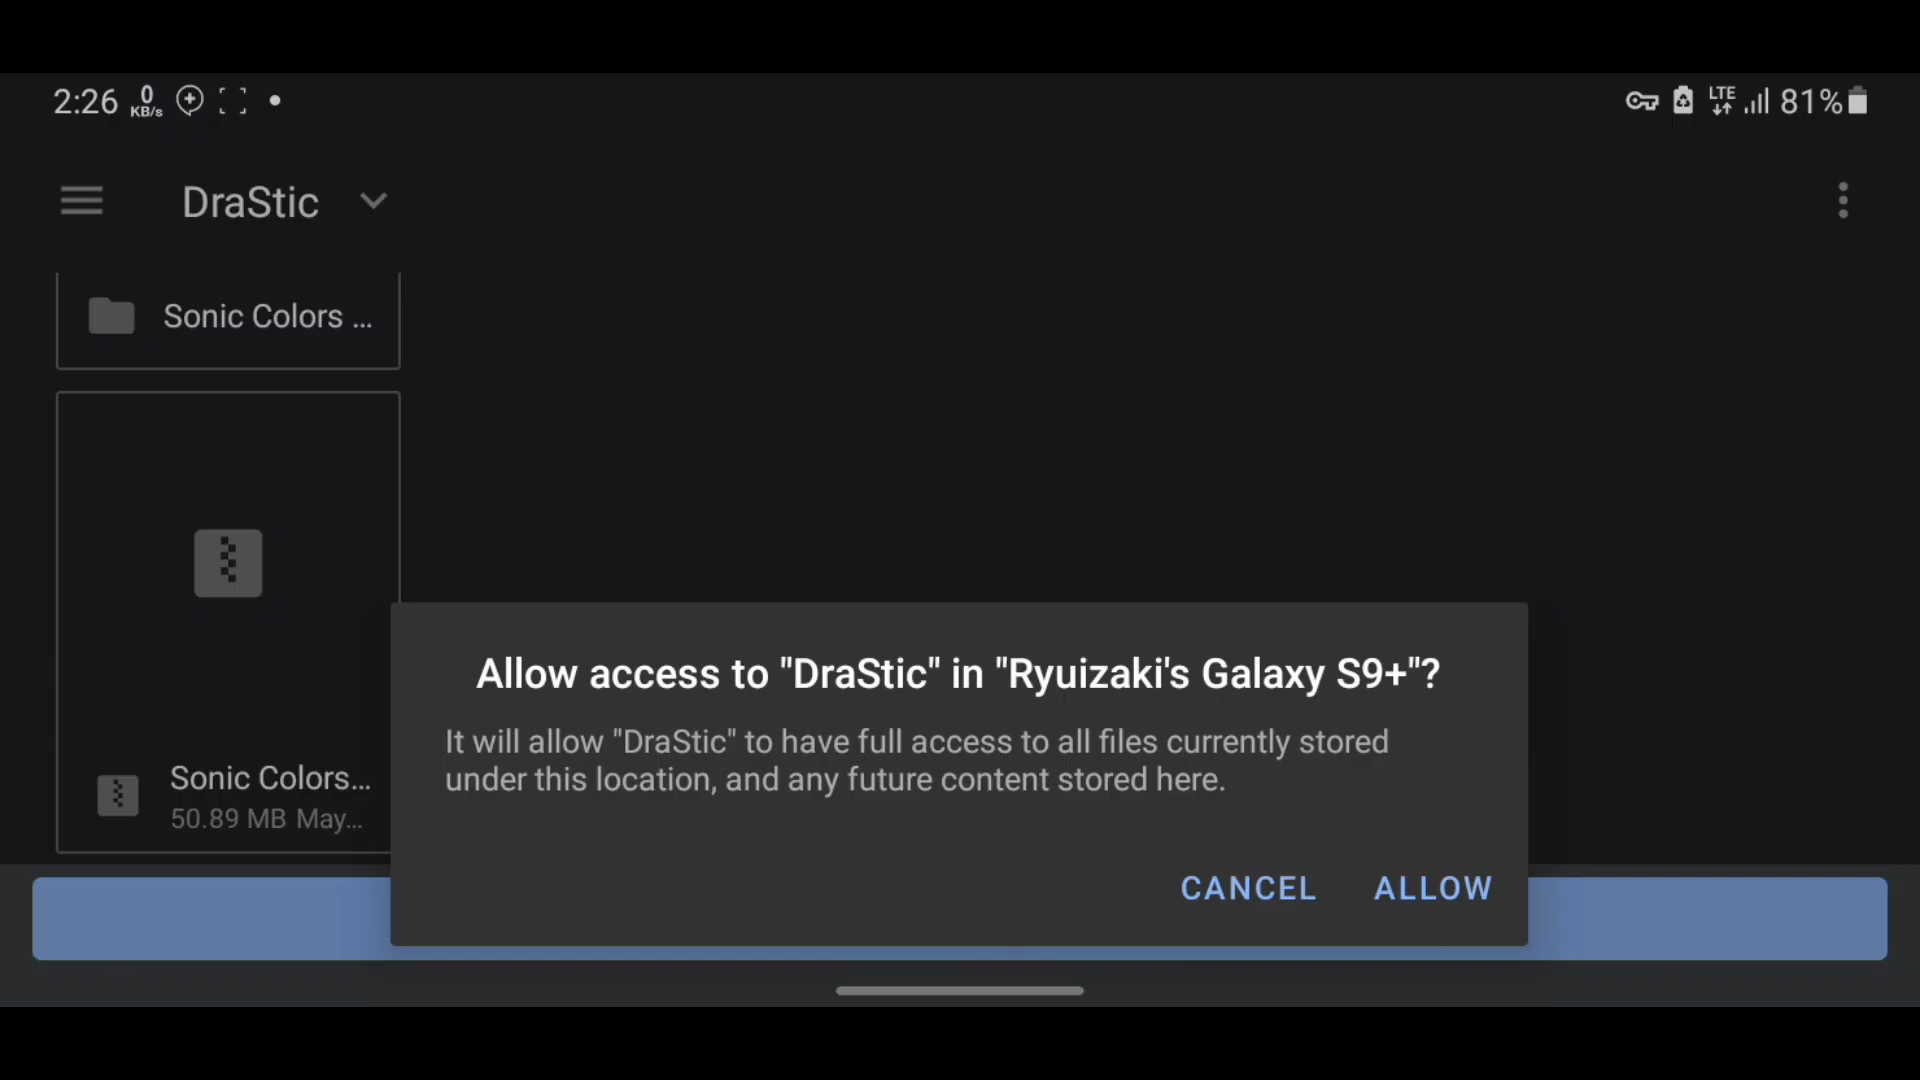 2:26 0 KB/s LTE 81%
DraStic
Sonic Colors ...
Sonic Colors...
50.89 MB May...
Allow access to "DraStic" in "Ryuizaki's Galaxy S9+"?
It will allow "DraStic" to have full access to all files currently stored
under this location, and any future content stored here.
CANCEL ALLOW